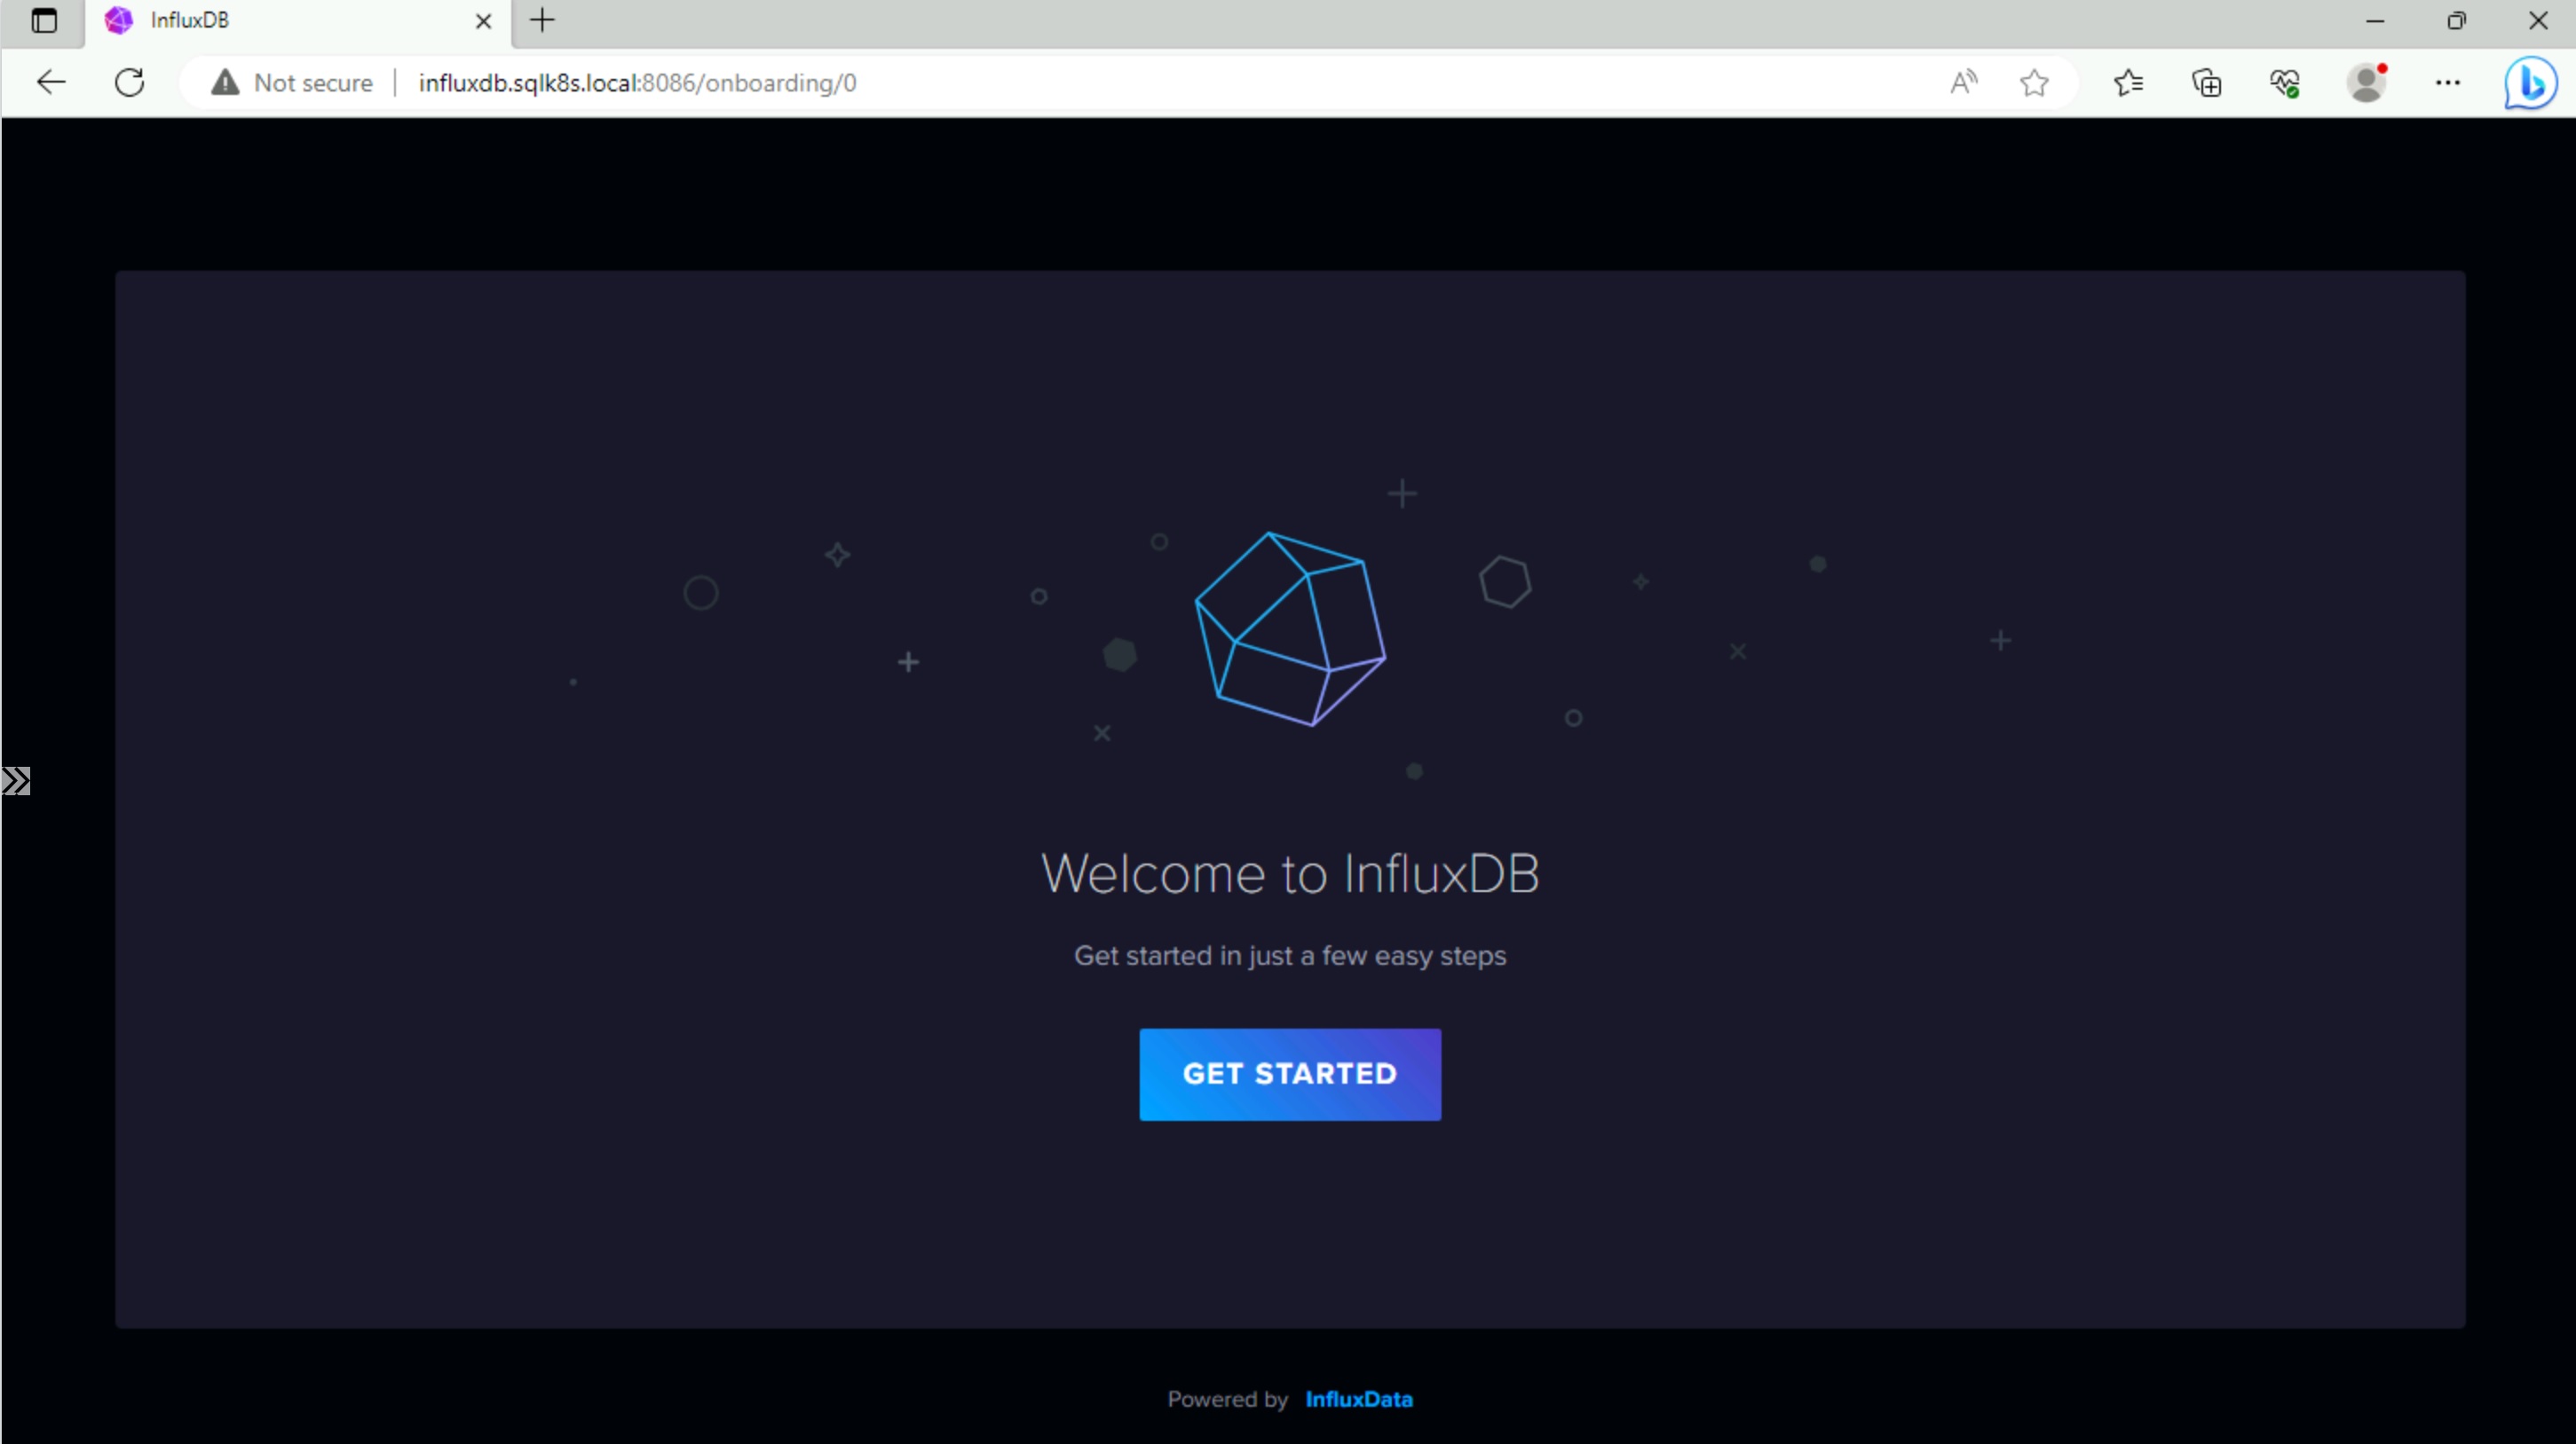 InfluxDB
Not secure
influxdb.sqlk8s.local:8086/onboarding/0
Welcome to InfluxDB
Get started in just a few easy steps
GET STARTED
Powered by InfluxData